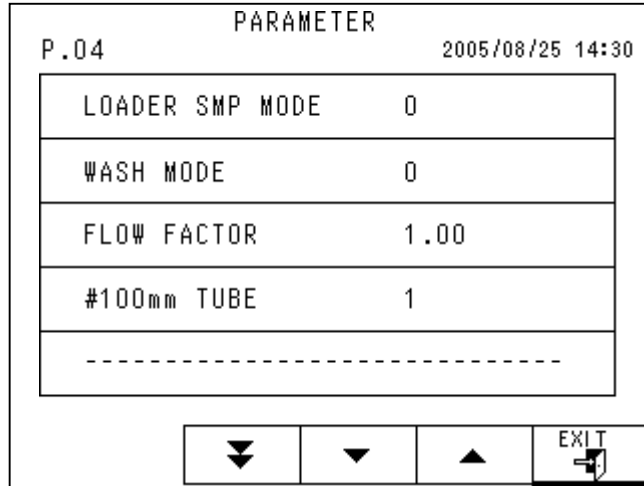 PARAMETER
P.04 2005/08/25 14:30
LOADER SMP MODE 0
WASH MODE 0
FLOW FACTOR 1.00
#100mm TUBE 1
------------------------------
EXIT